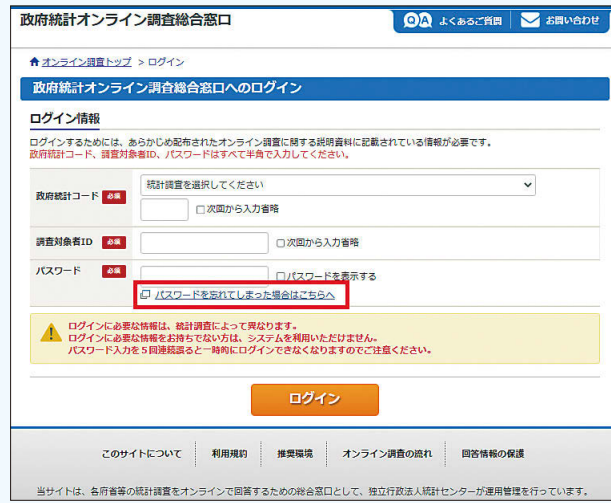 政府統計オンライン調査総合窓口
QA よくあるご質問 お問い合わせ
オンライン調査トップ > ログイン
政府統計オンライン調査総合窓口へのログイン
ログイン情報
ログインするためには、あらかじめ配布されたオンライン調査に関する説明資料に記載されている情報が必要です。
政府統計コード、調査対象者ID、パスワードはすべて半角で入力してください。
政府統計コード 必須 統計調査を選択してください
次回から入力省略
調査対象者ID 必須 次回から入力省略
パスワード 必須 パスワードを表示する
パスワードを忘れてしまった場合はこちらへ
ログインに必要な情報は、統計調査によって異なります。
ログインに必要な情報をお持ちでない方は、システムを利用いただけません。
パスワード入力を5回連続誤ると一時的にログインできなくなりますのでご注意ください。
ログイン
このサイトについて 利用規約 推奨環境 オンライン調査の流れ 回答情報の保護
当サイトは、各府省等の統計調査をオンラインで回答するための総合窓口として、独立行政法人統計センターが運用管理を行っています。